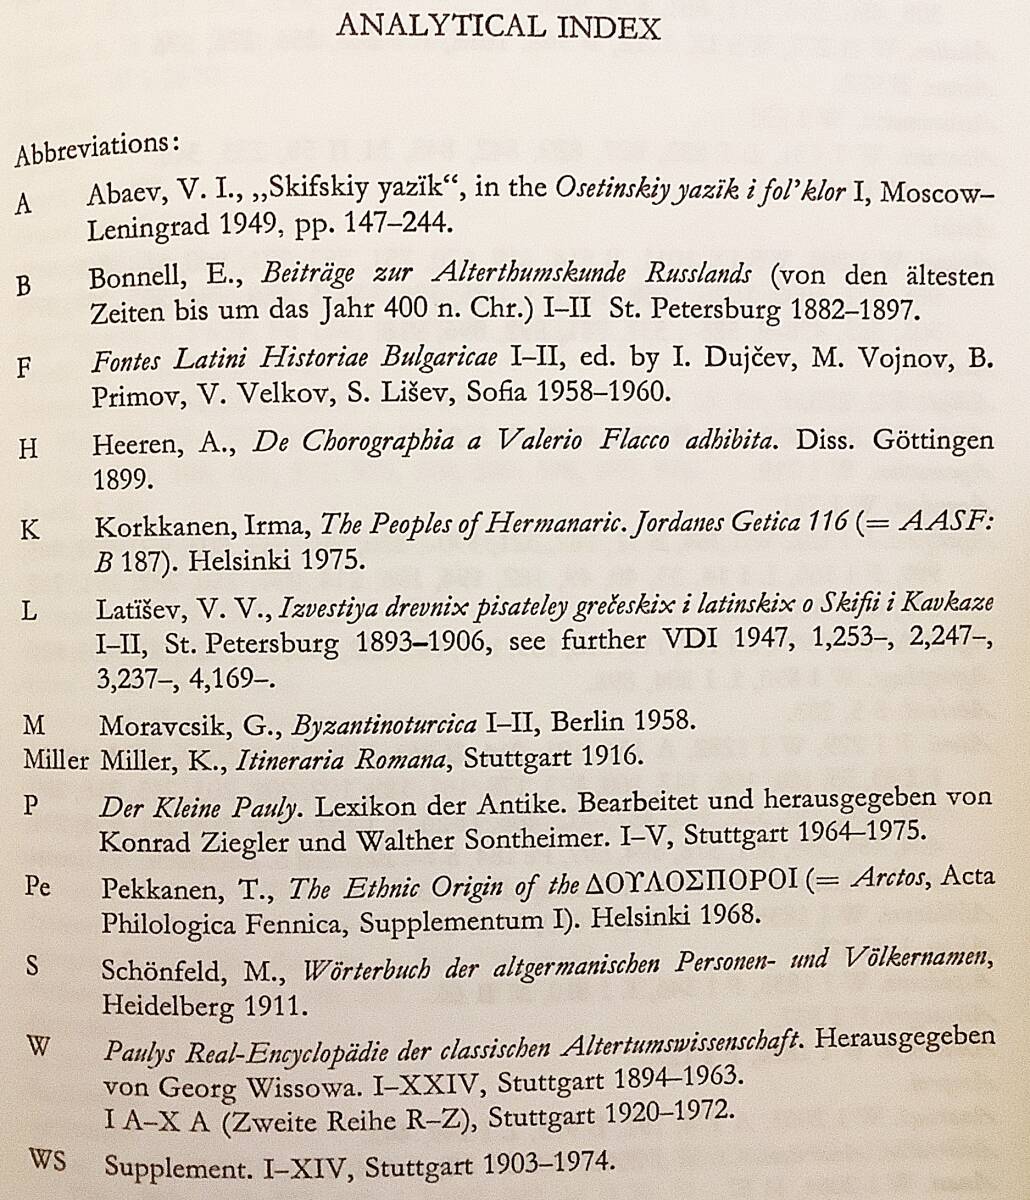 ANALYTICAL INDEX
Abbreviations:
A Abaev, V. I., „Skifskiy yazïk“, in the Osetinskiy yazïk i fol’klor I, Moscow–
Leningrad 1949, pp. 147–244.
B Bonnell, E., Beiträge zur Alterthumskunde Russlands (von den ältesten
Zeiten bis um das Jahr 400 n. Chr.) I–II St. Petersburg 1882–1897.
F Fontes Latini Historiae Bulgaricae I–II, ed. by I. Dujčev, M. Vojnov, B.
Primov, V. Velkov, S. Lišev, Sofia 1958–1960.
H Heeren, A., De Chorographia a Valerio Flacco adhibita. Diss. Göttingen
1899.
K Korkkanen, Irma, The Peoples of Hermanaric. Jordanes Getica 116 (= AASF:
B 187). Helsinki 1975.
L Latïšev, V. V., Izvestiya drevnix pisateley grečeskix i latinskix o Skifii i Kavkaze
I–II, St. Petersburg 1893–1906, see further VDI 1947, 1,253–, 2,247–,
3,237–, 4,169–.
M Moravcsik, G., Byzantinoturcica I–II, Berlin 1958.
Miller Miller, K., Itineraria Romana, Stuttgart 1916.
P Der Kleine Pauly. Lexikon der Antike. Bearbeitet und herausgegeben von
Konrad Ziegler und Walther Sontheimer. I–V, Stuttgart 1964–1975.
Pe Pekkanen, T., The Ethnic Origin of the ΔΟΥΛΟΣΠΟΡΟΙ (= Arctos, Acta
Philologica Fennica, Supplementum I). Helsinki 1968.
S Schönfeld, M., Wörterbuch der altgermanischen Personen- und Völkernamen,
Heidelberg 1911.
W Paulys Real-Encyclopädie der classischen Altertumswissenschaft. Herausgegeben
von Georg Wissowa. I–XXIV, Stuttgart 1894–1963.
I A–X A (Zweite Reihe R–Z), Stuttgart 1920–1972.
WS Supplement. I–XIV, Stuttgart 1903–1974.